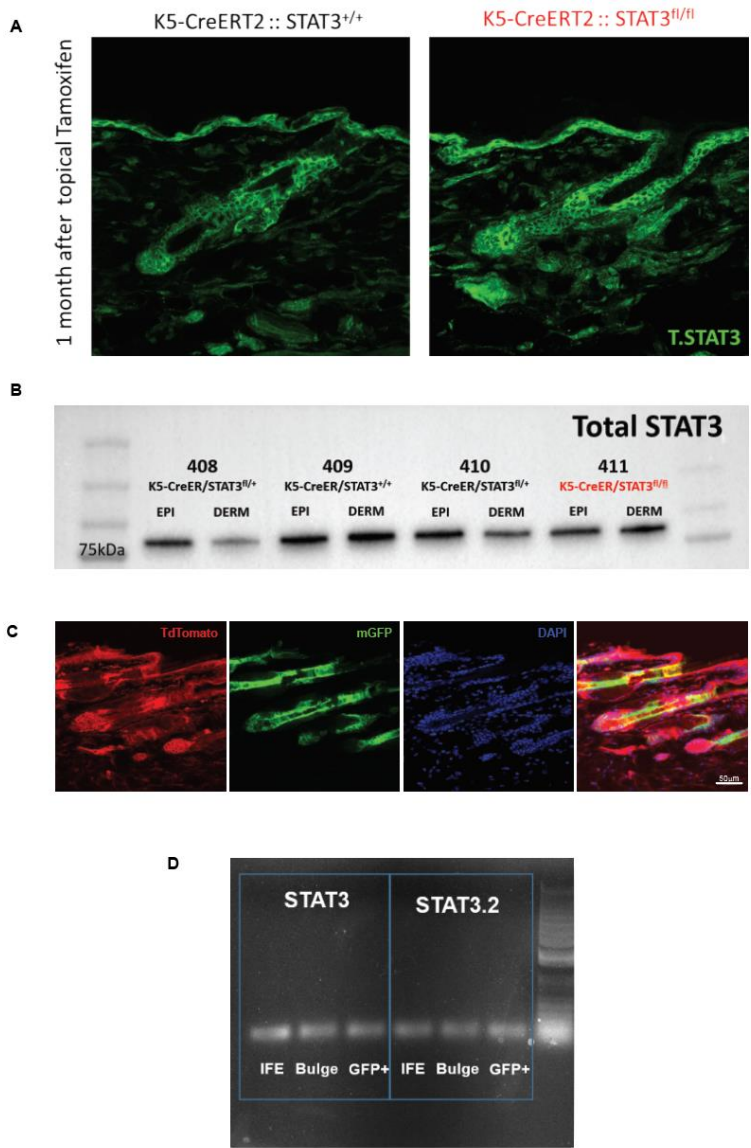 A
K5-CreERT2 :: STAT3+/+
K5-CreERT2 :: STAT3fl/fl
1 month after topical Tamoxifen
T.STAT3
B
Total STAT3
408 409 410 411
K5-CreER/STAT3fl/+ K5-CreER/STAT3+/+ K5-CreER/STAT3fl/+ K5-CreER/STAT3fl/fl
EPI DERM EPI DERM EPI DERM EPI DERM
75kDa
C
TdTomato mGFP DAPI
50µm
D
STAT3 STAT3.2
IFE Bulge GFP+ IFE Bulge GFP+